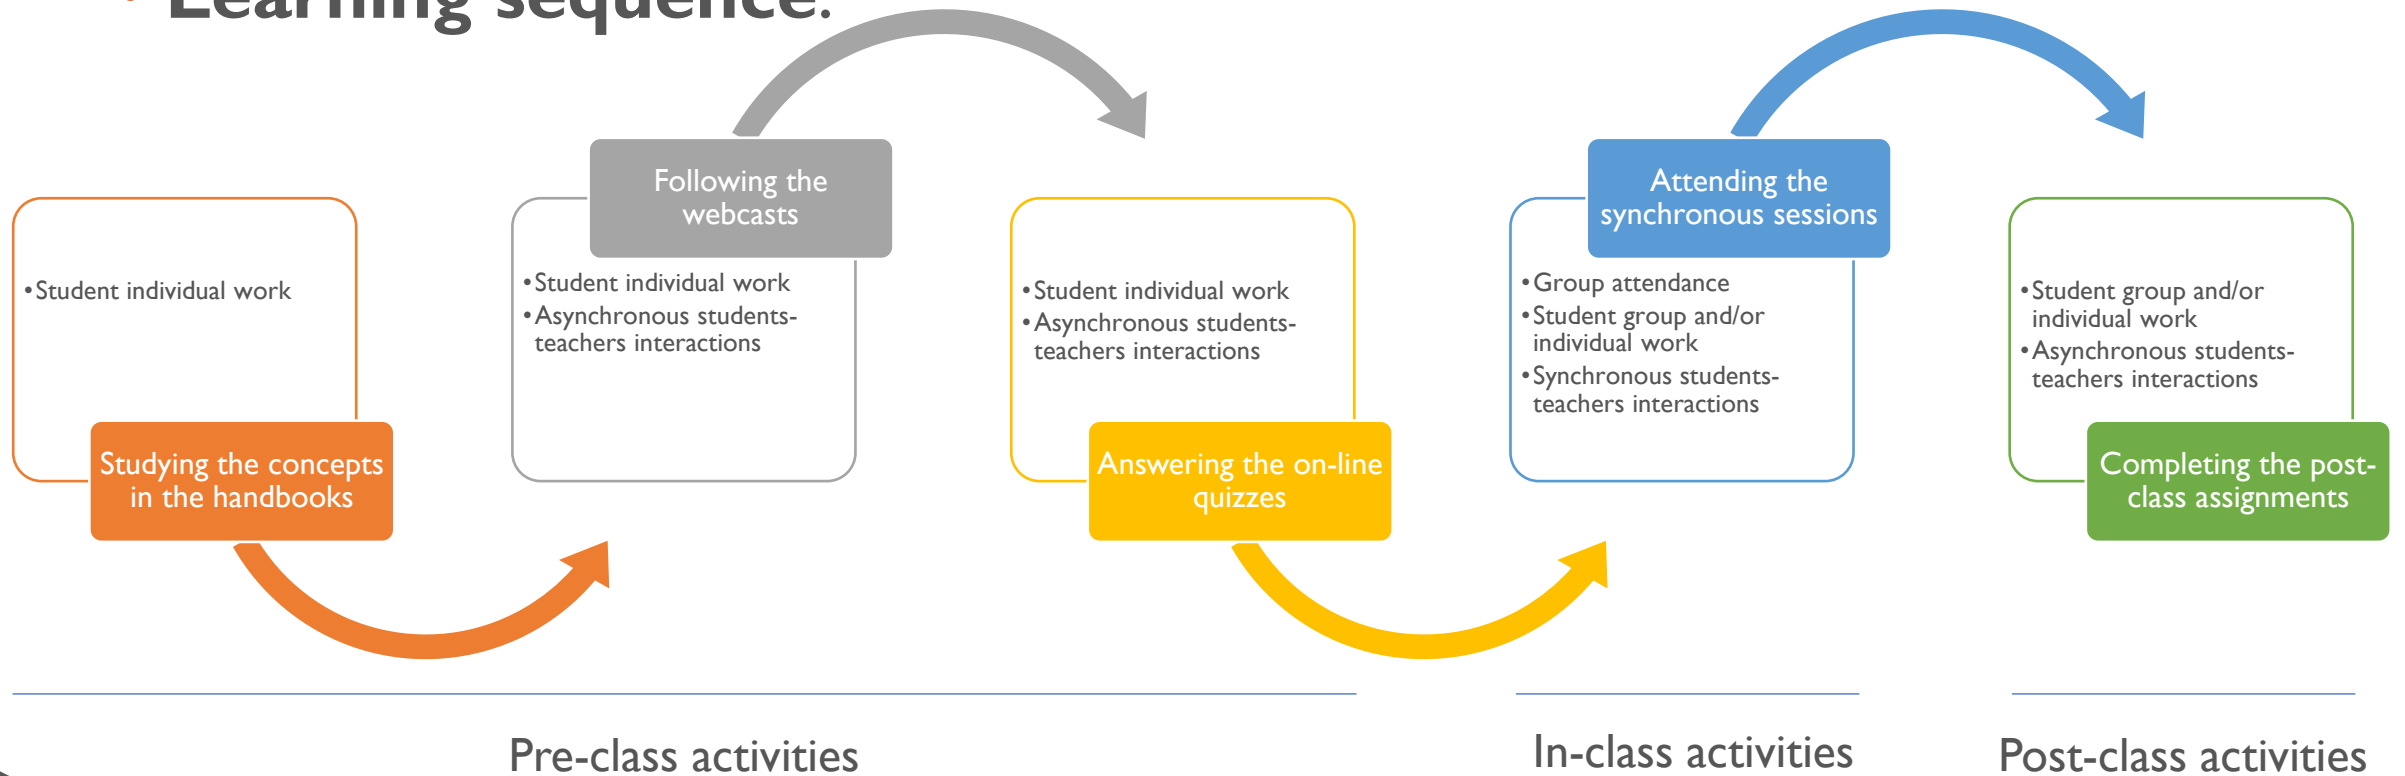 • Learning sequence:
•Student individual work
Studying the concepts
in the handbooks
Following the
webcasts
•Student individual work
•Asynchronous students-
teachers interactions
•Student individual work
•Asynchronous students-
teachers interactions
Answering the on-line
quizzes
Attending the
synchronous sessions
•Group attendance
•Student group and/or
individual work
•Synchronous students-
teachers interactions
•Student group and/or
individual work
•Asynchronous students-
teachers interactions
Completing the post-
class assignments
Pre-class activities
In-class activities
Post-class activities